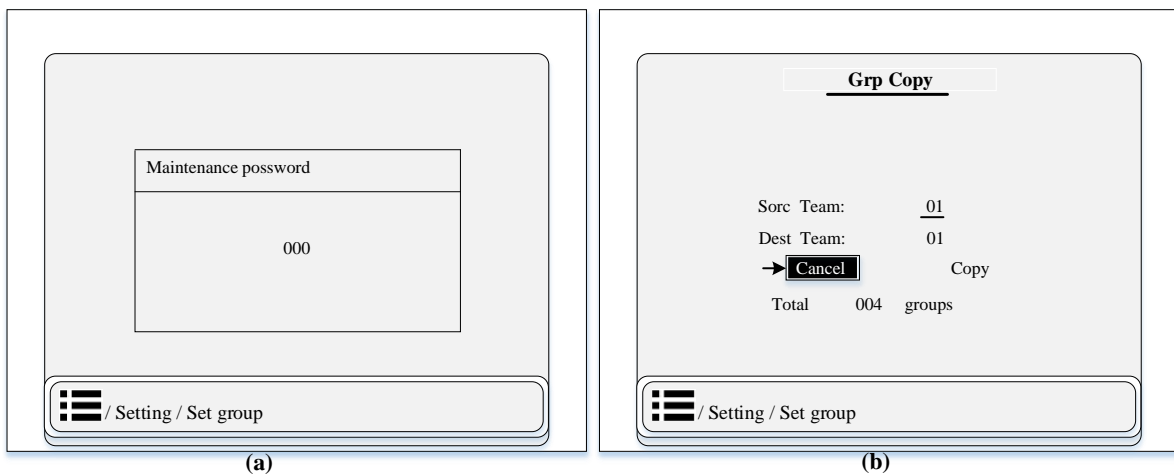 Maintenance possword
000
/ Setting / Set group
(a)
Grp Copy
Sorc Team: 01
Dest Team: 01
Cancel Copy
Total 004 groups
/ Setting / Set group
(b)